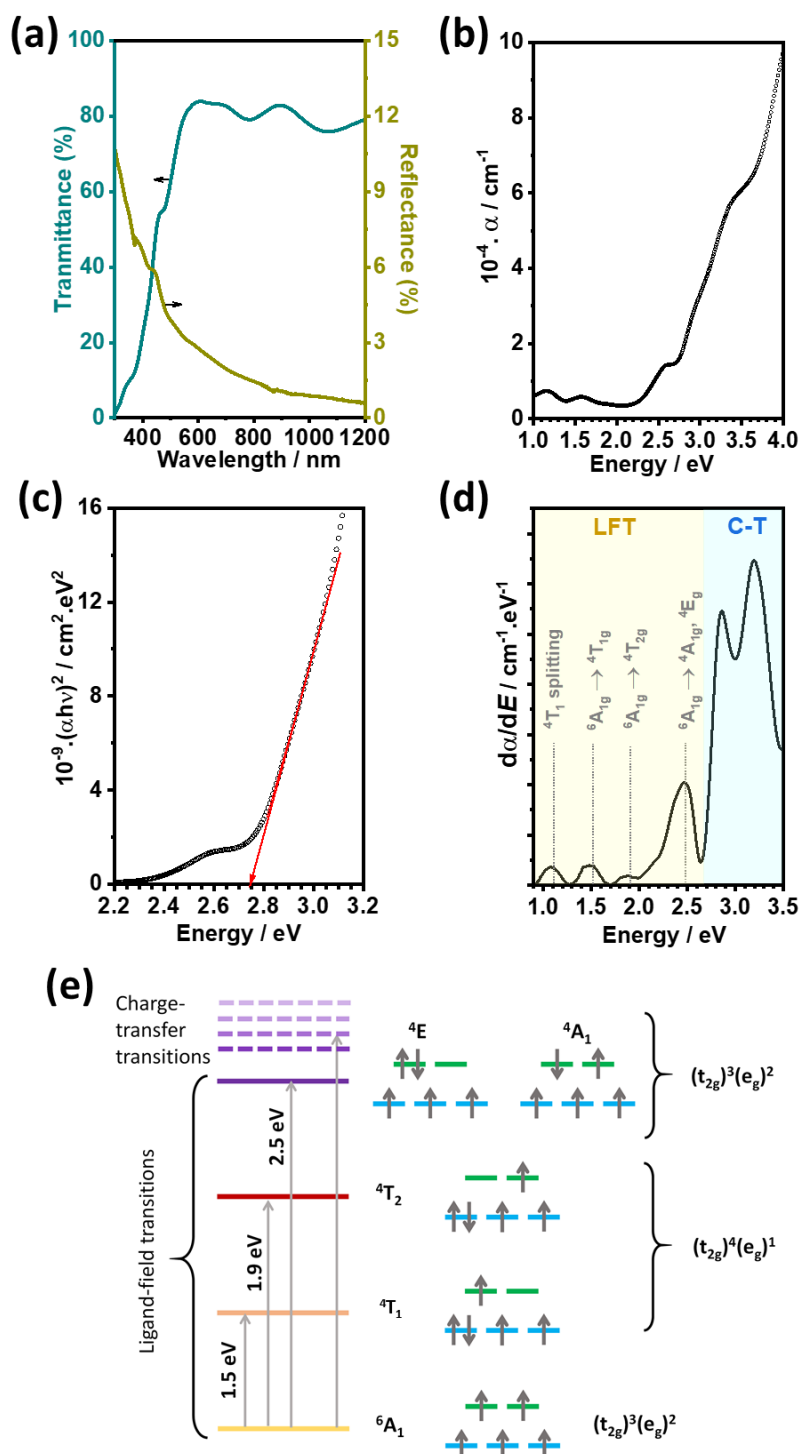 (a)
100
80
60
40
20
0
Tranmittance (%)
15
12
9
6
3
0
Reflectance (%)
400 600 800 1000 1200
Wavelength / nm
(b)
10
8
6
4
2
0
10⁻⁴. α / cm⁻¹
1.0 1.5 2.0 2.5 3.0 3.5 4.0
Energy / eV
(c)
16
12
8
4
0
10⁻⁹.(αhν)² / cm².eV²
2.2 2.4 2.6 2.8 3.0 3.2
Energy / eV
(d)
LFT
C-T
dα/dE / cm⁻¹.eV⁻¹
⁴T₁ splitting
⁶A₁g → ⁴T₁g
⁶A₁g → ⁴T₂g
⁶A₁g → ⁴A₁g, ⁴Eg
1.0 1.5 2.0 2.5 3.0 3.5
Energy / eV
(e)
Charge-
transfer
transitions
Ligand-field transitions
1.5 eV
1.9 eV
2.5 eV
⁴T₂
⁴T₁
⁶A₁
⁴E
⁴A₁
(t₂g)³(eg)²
(t₂g)⁴(eg)¹
(t₂g)³(eg)²